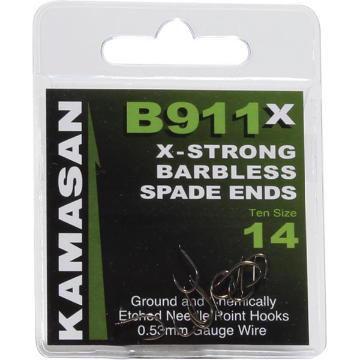 KAMASAN
B911x
X-STRONG
BARBLESS
SPADE ENDS
Ten Size
14
Ground and Chemically
Etched Needle Point Hooks
0.53mm Gauge Wire